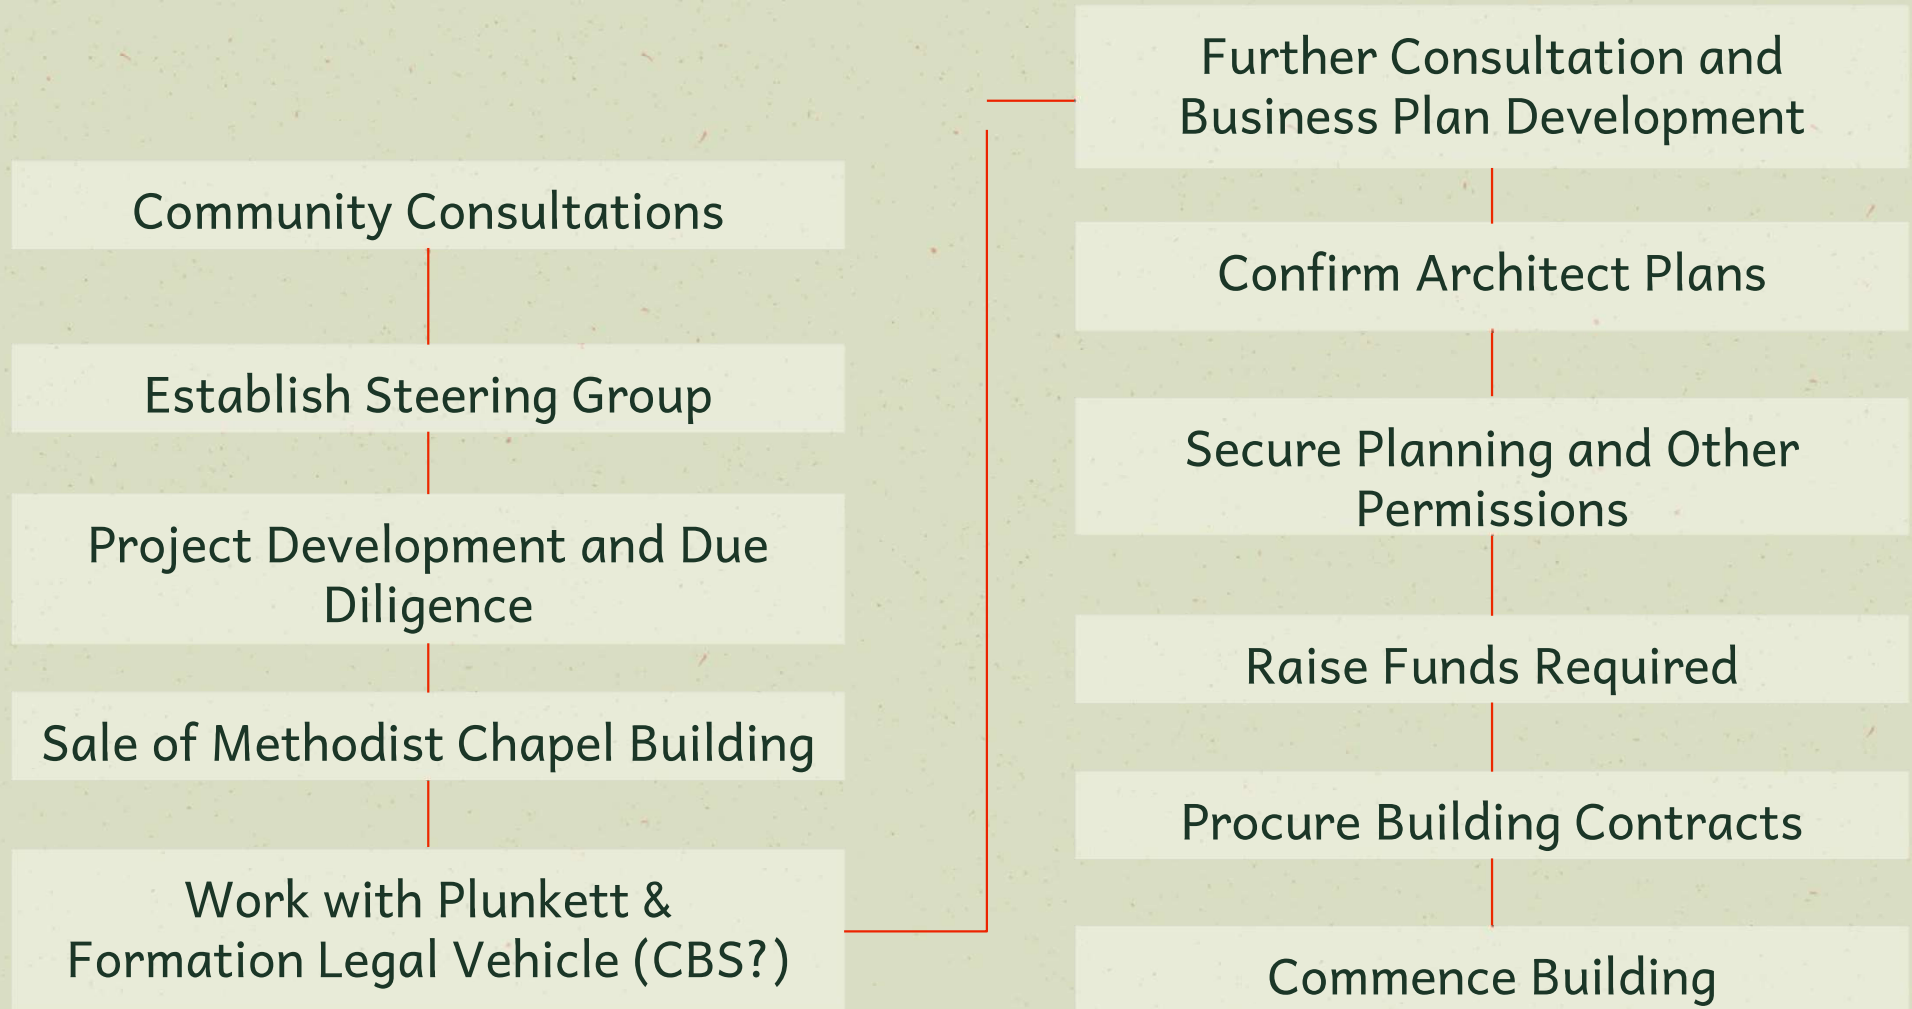 Community Consultations
Establish Steering Group
Project Development and Due
Diligence
Sale of Methodist Chapel Building
Work with Plunkett &
Formation Legal Vehicle (CBS?)
Further Consultation and
Business Plan Development
Confirm Architect Plans
Secure Planning and Other
Permissions
Raise Funds Required
Procure Building Contracts
Commence Building